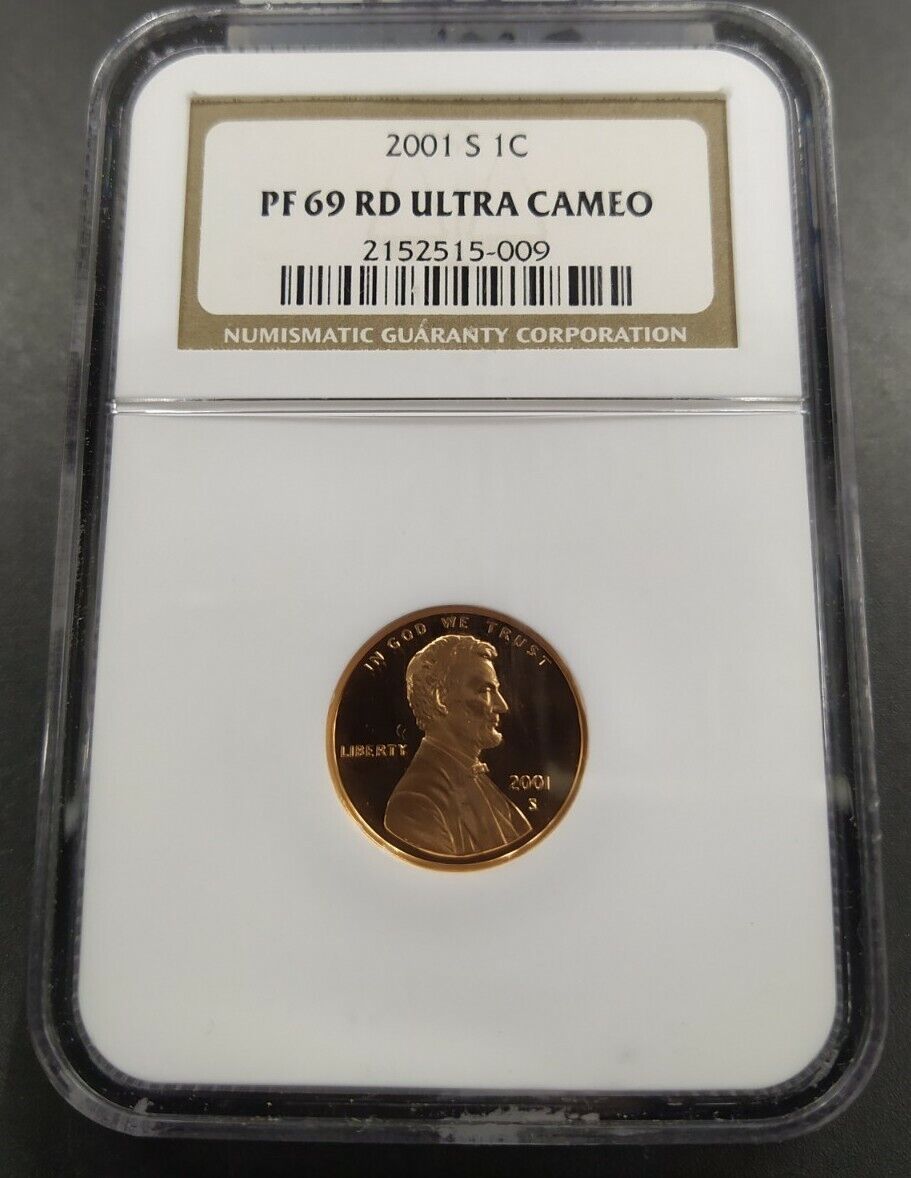 2001 S 1C
PF 69 RD ULTRA CAMEO
2152515-009
NUMISMATIC GUARANTY CORPORATION
IN GOD WE TRUST
LIBERTY
2001
S